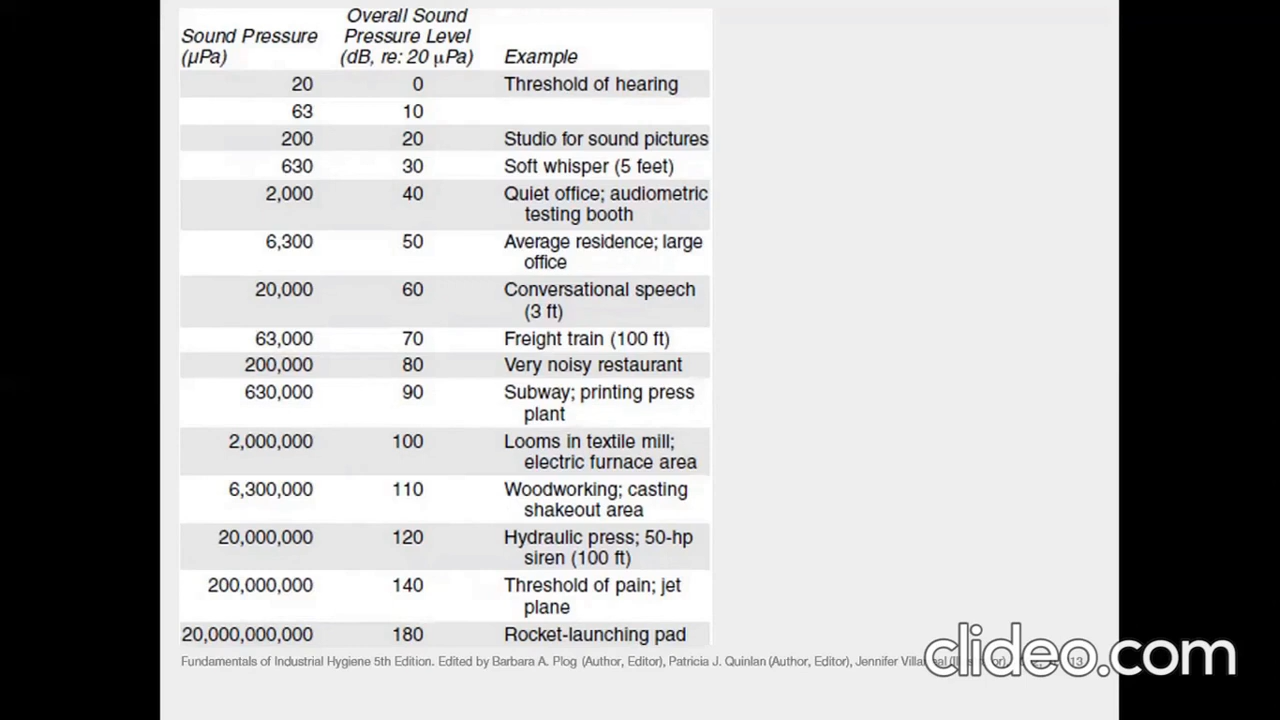 Sound Pressure (µPa) Overall Sound Pressure Level (dB, re: 20 µPa) Example
20 0 Threshold of hearing
63 10
200 20 Studio for sound pictures
630 30 Soft whisper (5 feet)
2,000 40 Quiet office; audiometric
testing booth
6,300 50 Average residence; large
office
20,000 60 Conversational speech
(3 ft)
63,000 70 Freight train (100 ft)
200,000 80 Very noisy restaurant
630,000 90 Subway; printing press
plant
2,000,000 100 Looms in textile mill;
electric furnace area
6,300,000 110 Woodworking; casting
shakeout area
20,000,000 120 Hydraulic press; 50-hp
siren (100 ft)
200,000,000 140 Threshold of pain; jet
plane
20,000,000,000 180 Rocket-launching pad
Fundamentals of Industrial Hygiene 5th Edition. Edited by Barbara A. Plog (Author, Editor), Patricia J. Quinlan (Author, Editor), Jennifer
clideo.com